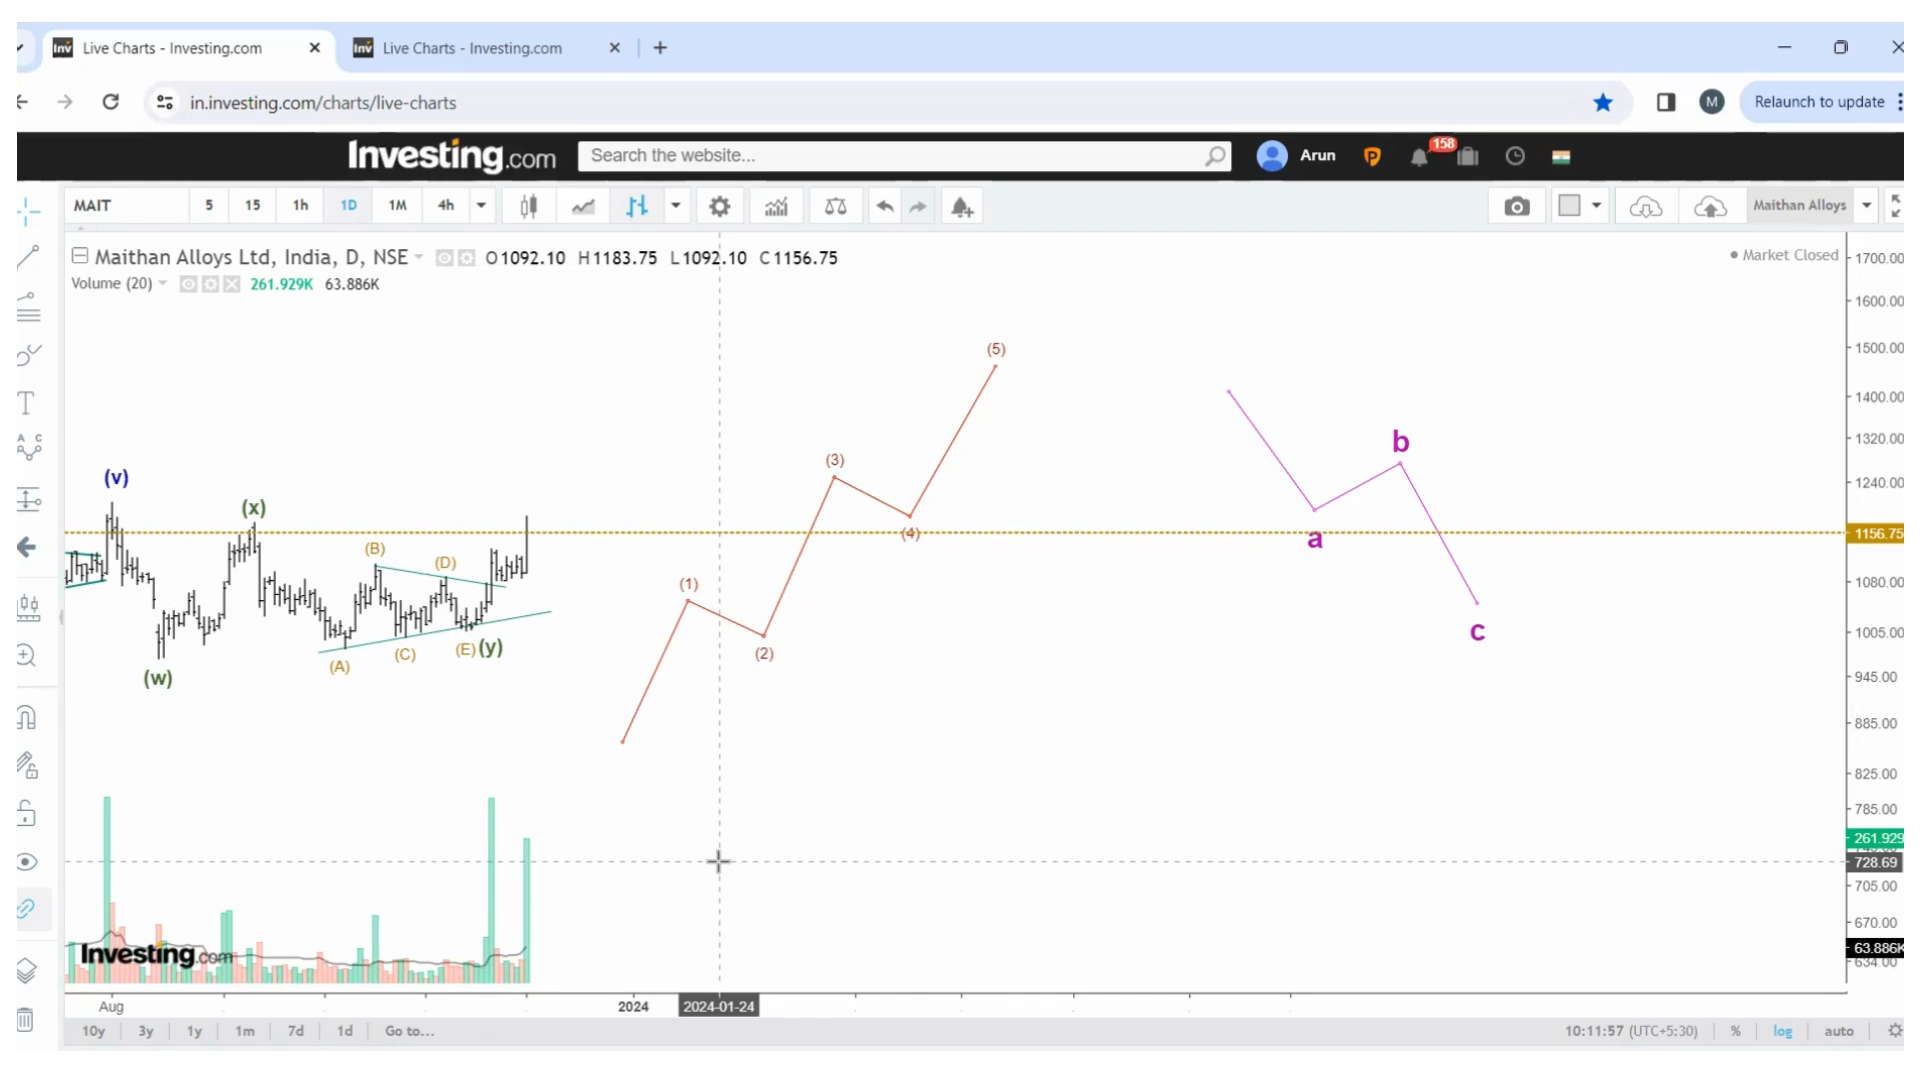 Live Charts - Investing.com
Live Charts - Investing.com
in.investing.com/charts/live-charts
M
Relaunch to update
Investing.com
Search the website...
Arun
158
MAIT
5
15
1h
1D
1M
4h
Maithan Alloys
Maithan Alloys Ltd, India, D, NSE
O1092.10 H1183.75 L1092.10 C1156.75
Market Closed
Volume (20)
261.929K 63.886K
1700.00
1600.00
1500.00
1400.00
1320.00
1240.00
1156.75
1080.00
1005.00
945.00
885.00
825.00
785.00
261.929
728.69
705.00
670.00
63.886K
634.00
(v)
(w)
(x)
(A)
(B)
(C)
(D)
(E)
(y)
(1)
(2)
(3)
(4)
(5)
a
b
c
Investing.com
Aug
2024
2024-01-24
10y
3y
1y
1m
7d
1d
Go to...
10:11:57 (UTC+5:30)
%
log
auto